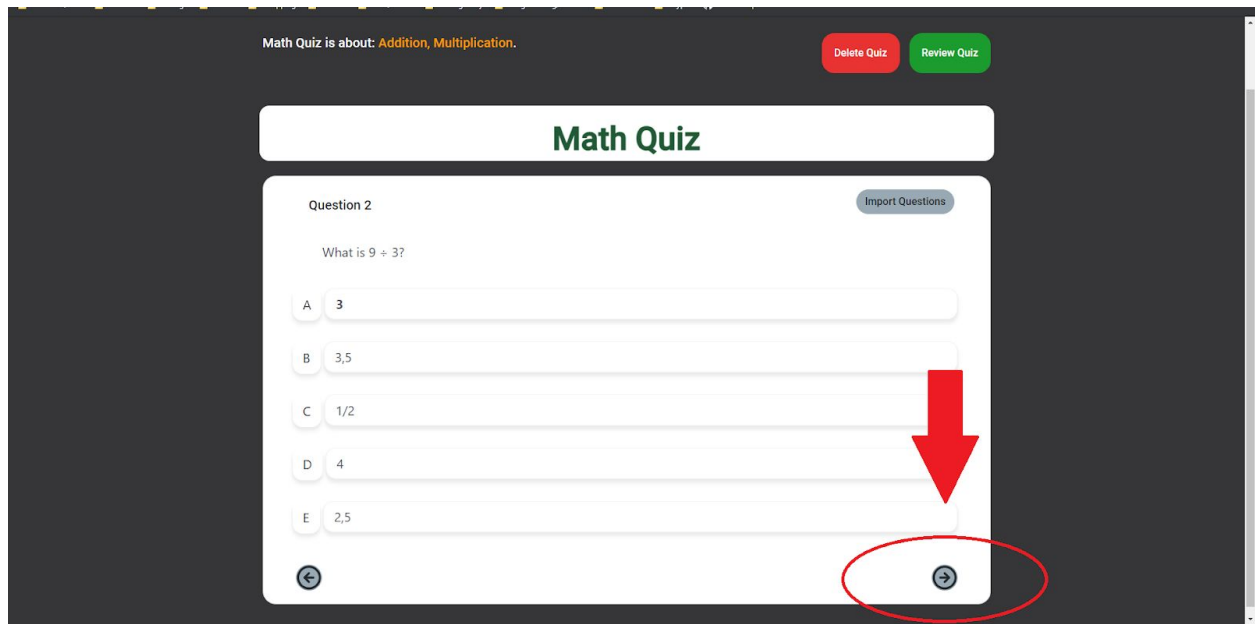 Math Quiz is about: Addition, Multiplication.
Delete Quiz
Review Quiz
Math Quiz
Question 2
Import Questions
What is 9 ÷ 3?
A 3
B 3,5
C 1/2
D 4
E 2,5